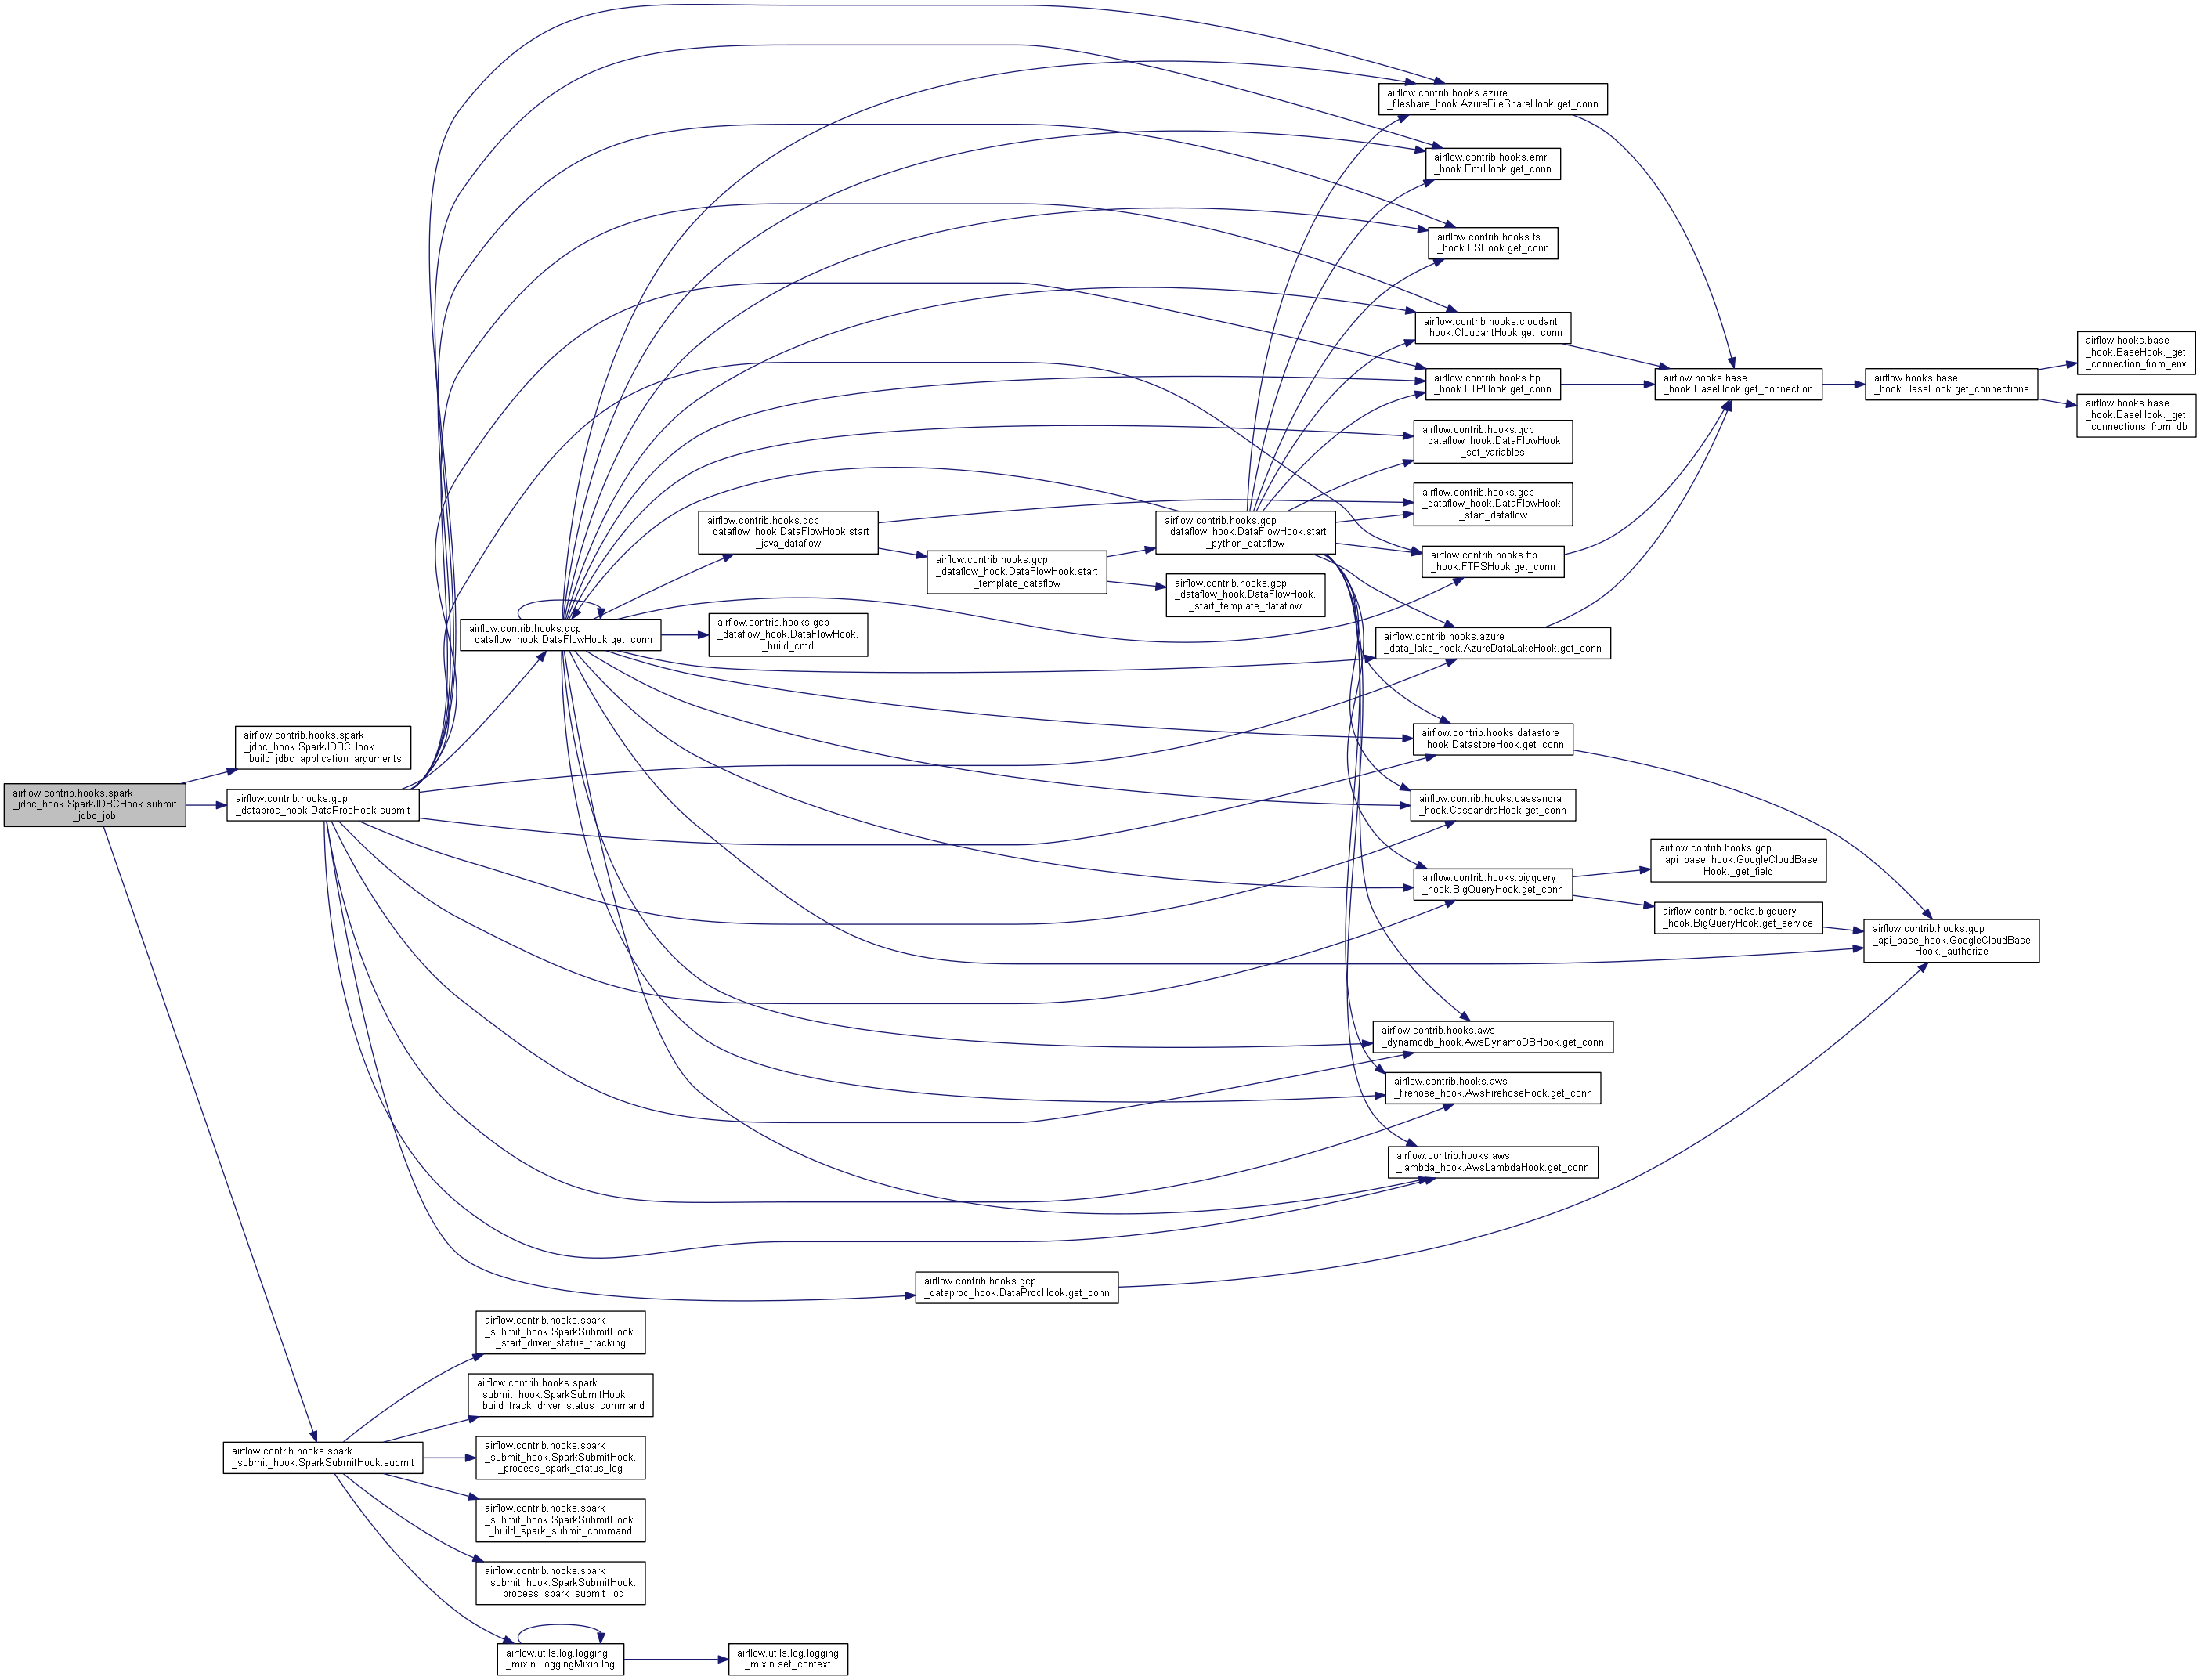 airflow.contrib.hooks.azure
_fileshare_hook.AzureFileShareHook.get_conn
airflow.contrib.hooks.emr
_hook.EmrHook.get_conn
airflow.contrib.hooks.fs
_hook.FSHook.get_conn
airflow.contrib.hooks.cloudant
_hook.CloudantHook.get_conn
airflow.hooks.base
_hook.BaseHook._get
_connection_from_env
airflow.contrib.hooks.ftp
_hook.FTPHook.get_conn
airflow.hooks.base
_hook.BaseHook.get_connection
airflow.hooks.base
_hook.BaseHook.get_connections
airflow.hooks.base
_hook.BaseHook._get
_connections_from_db
airflow.contrib.hooks.gcp
_dataflow_hook.DataFlowHook.
_set_variables
airflow.contrib.hooks.gcp
_dataflow_hook.DataFlowHook.
_start_dataflow
airflow.contrib.hooks.gcp
_dataflow_hook.DataFlowHook.start
_java_dataflow
airflow.contrib.hooks.gcp
_dataflow_hook.DataFlowHook.start
_python_dataflow
airflow.contrib.hooks.ftp
_hook.FTPSHook.get_conn
airflow.contrib.hooks.gcp
_dataflow_hook.DataFlowHook.start
_template_dataflow
airflow.contrib.hooks.gcp
_dataflow_hook.DataFlowHook.
_start_template_dataflow
airflow.contrib.hooks.gcp
_dataflow_hook.DataFlowHook.get_conn
airflow.contrib.hooks.gcp
_dataflow_hook.DataFlowHook.
_build_cmd
airflow.contrib.hooks.azure
_data_lake_hook.AzureDataLakeHook.get_conn
airflow.contrib.hooks.spark
_jdbc_hook.SparkJDBCHook.
_build_jdbc_application_arguments
airflow.contrib.hooks.datastore
_hook.DatastoreHook.get_conn
airflow.contrib.hooks.spark
_jdbc_hook.SparkJDBCHook.submit
_jdbc_job
airflow.contrib.hooks.gcp
_dataproc_hook.DataProcHook.submit
airflow.contrib.hooks.cassandra
_hook.CassandraHook.get_conn
airflow.contrib.hooks.gcp
_api_base_hook.GoogleCloudBase
Hook._get_field
airflow.contrib.hooks.bigquery
_hook.BigQueryHook.get_conn
airflow.contrib.hooks.bigquery
_hook.BigQueryHook.get_service
airflow.contrib.hooks.gcp
_api_base_hook.GoogleCloudBase
Hook._authorize
airflow.contrib.hooks.aws
_dynamodb_hook.AwsDynamoDBHook.get_conn
airflow.contrib.hooks.aws
_firehose_hook.AwsFirehoseHook.get_conn
airflow.contrib.hooks.aws
_lambda_hook.AwsLambdaHook.get_conn
airflow.contrib.hooks.gcp
_dataproc_hook.DataProcHook.get_conn
airflow.contrib.hooks.spark
_submit_hook.SparkSubmitHook.
_start_driver_status_tracking
airflow.contrib.hooks.spark
_submit_hook.SparkSubmitHook.
_build_track_driver_status_command
airflow.contrib.hooks.spark
_submit_hook.SparkSubmitHook.submit
airflow.contrib.hooks.spark
_submit_hook.SparkSubmitHook.
_process_spark_status_log
airflow.contrib.hooks.spark
_submit_hook.SparkSubmitHook.
_build_spark_submit_command
airflow.contrib.hooks.spark
_submit_hook.SparkSubmitHook.
_process_spark_submit_log
airflow.utils.log.logging
_mixin.LoggingMixin.log
airflow.utils.log.logging
_mixin.set_context